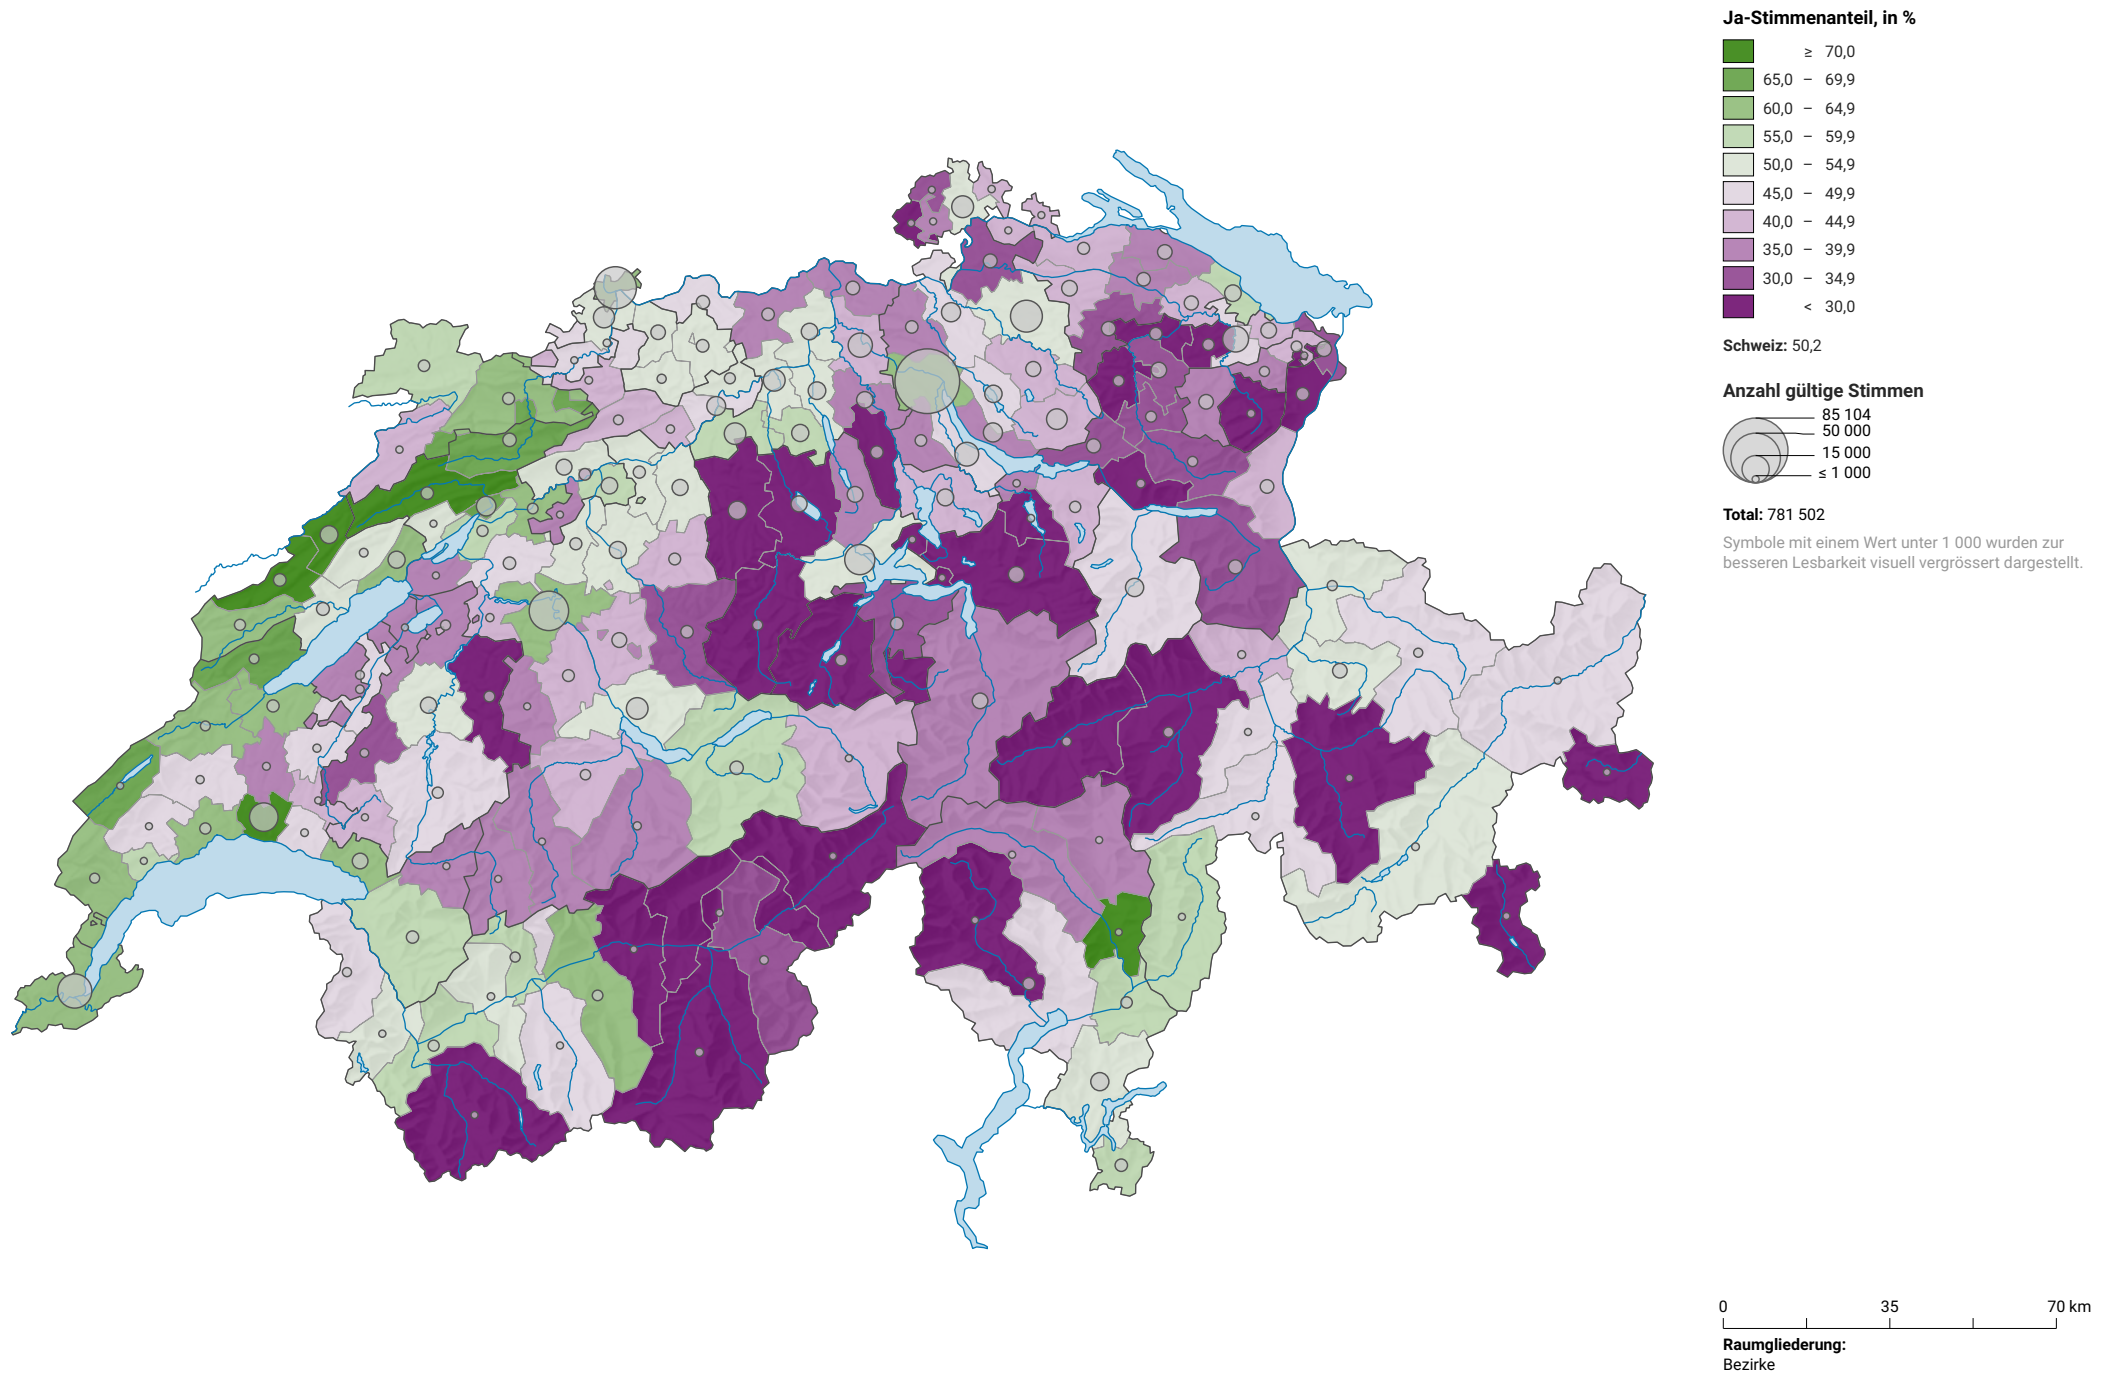 Ja-Stimmenanteil, in %
≥ 70,0
65,0 – 69,9
60,0 – 64,9
55,0 – 59,9
50,0 – 54,9
45,0 – 49,9
40,0 – 44,9
35,0 – 39,9
30,0 – 34,9
< 30,0
Schweiz: 50,2
Anzahl gültige Stimmen
85 104
50 000
15 000
≤ 1 000
Total: 781 502
Symbole mit einem Wert unter 1 000 wurden zur
besseren Lesbarkeit visuell vergrössert dargestellt.
0 35 70 km
Raumgliederung:
Bezirke